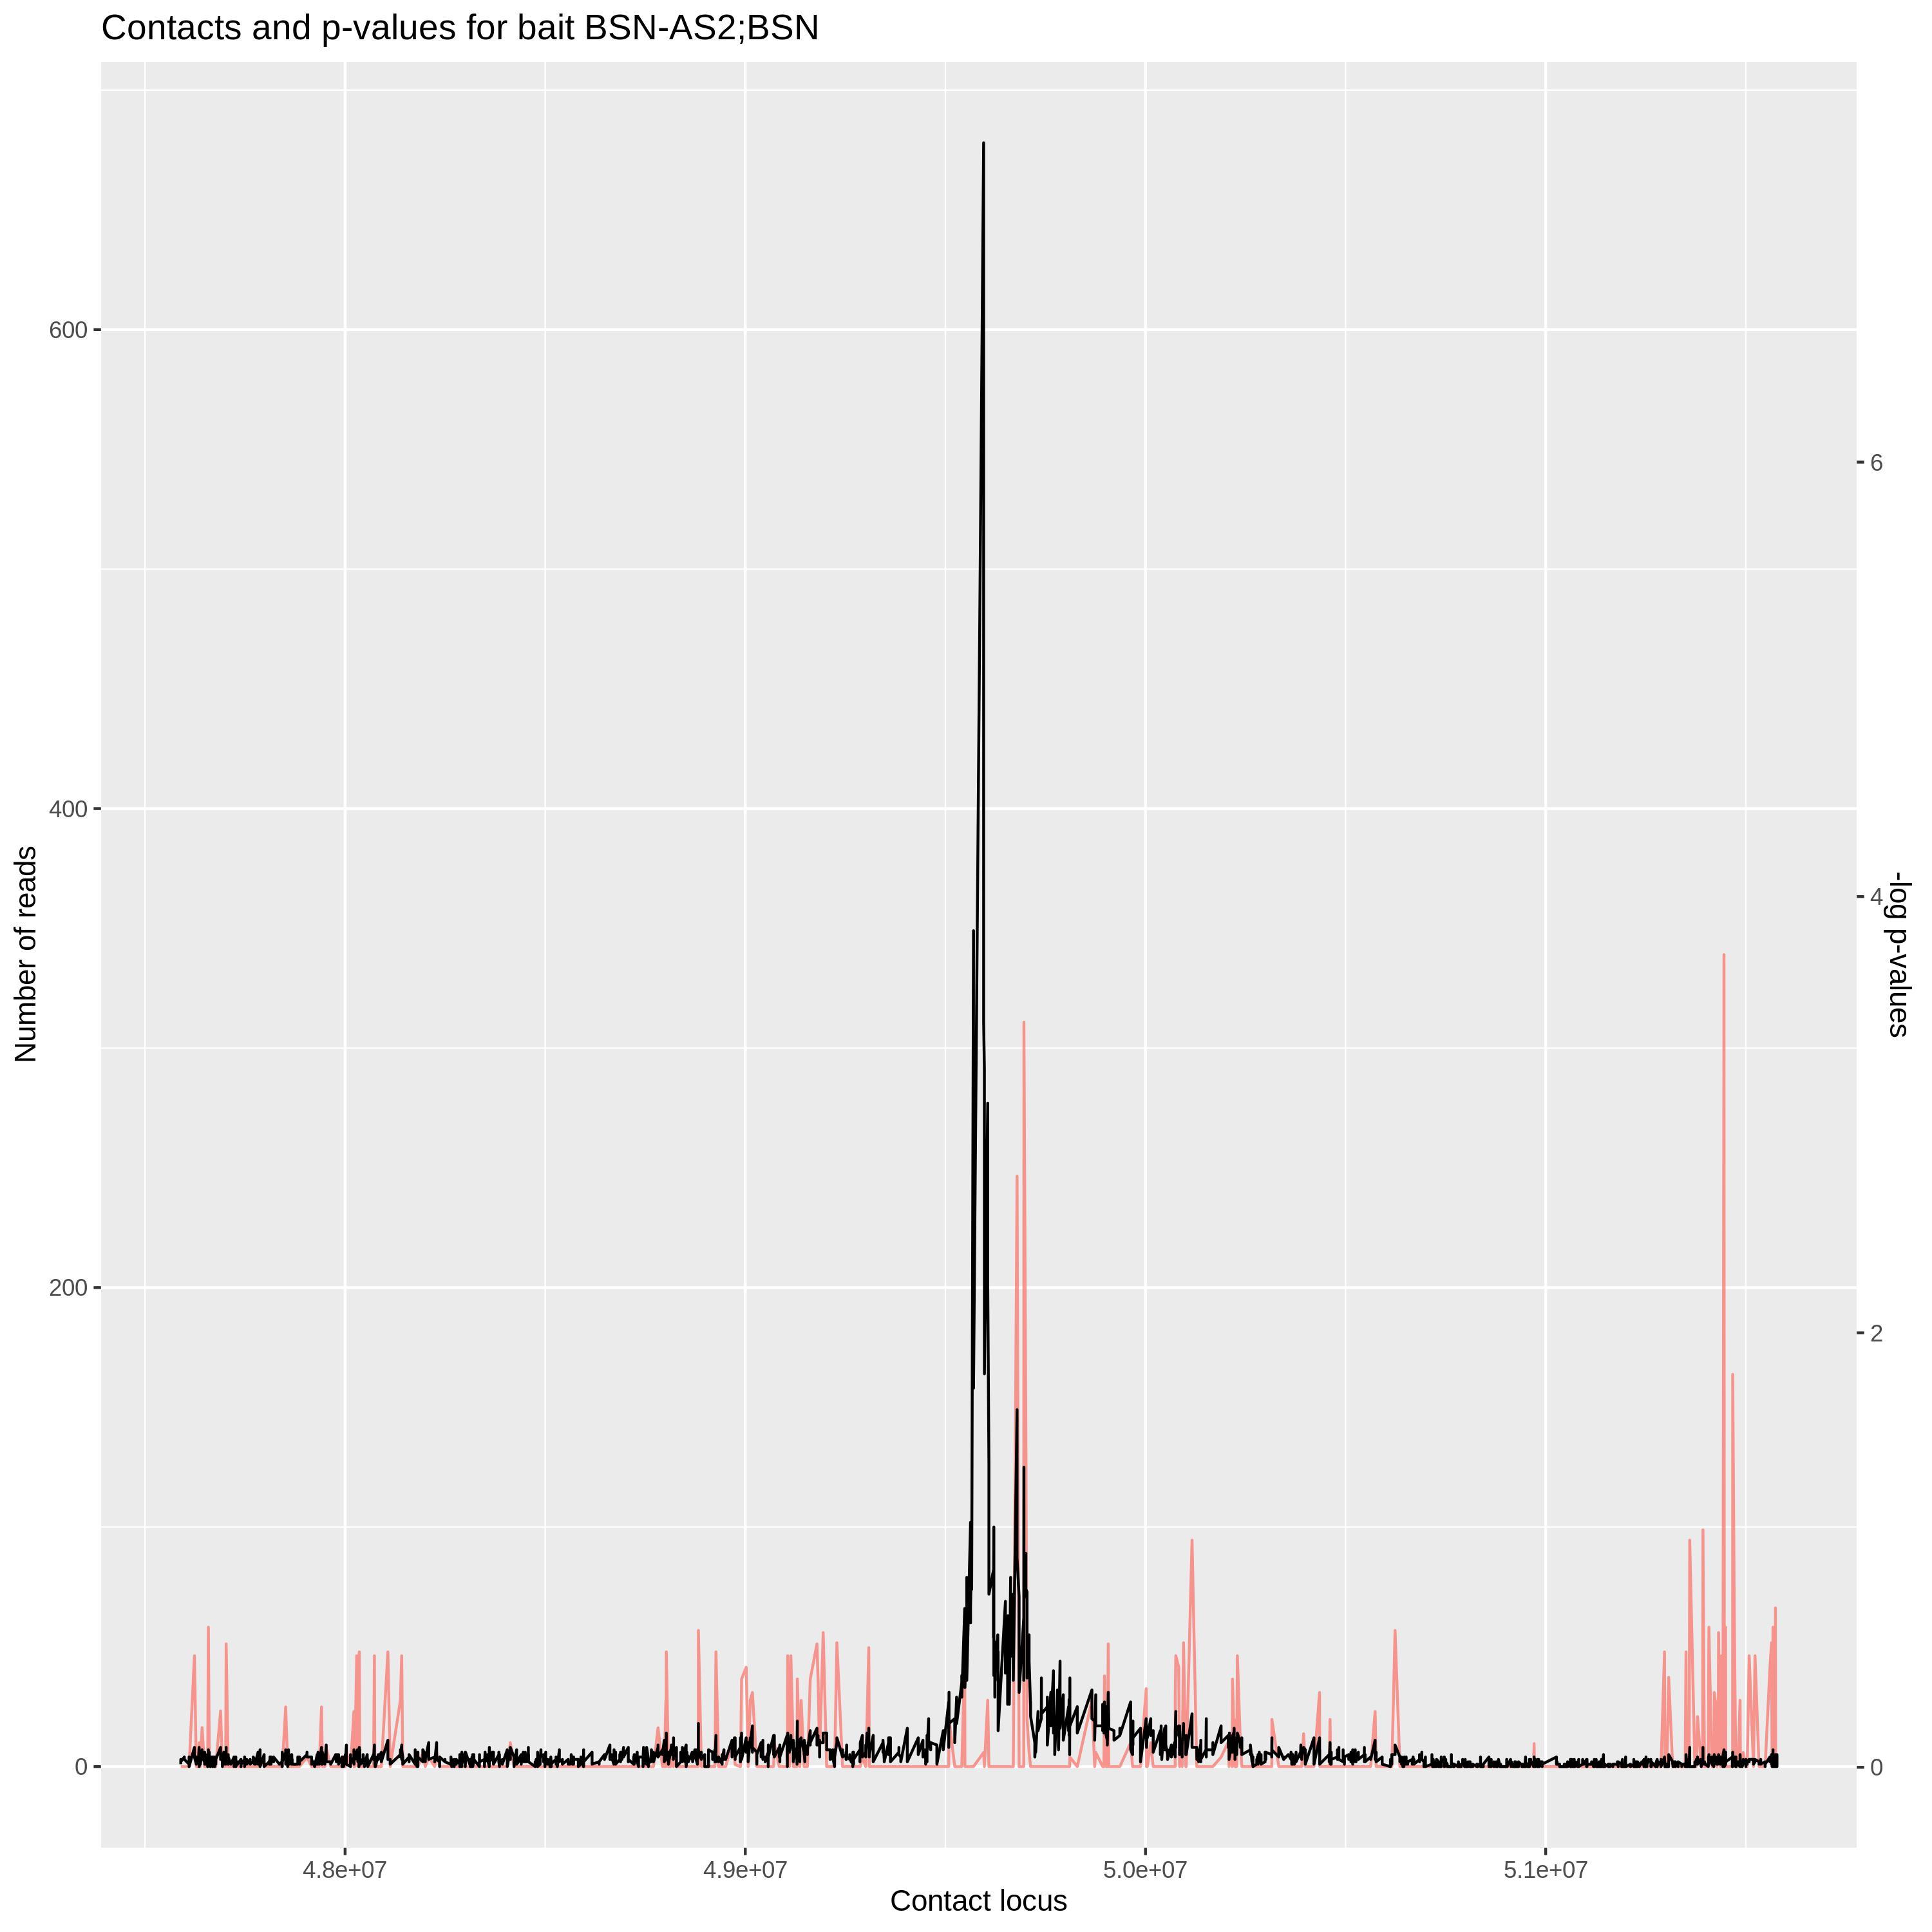 Contacts and p-values for bait BSN-AS2;BSN
600
400
200
0
Number of reads
6
4
2
0
-log p-values
4.8e+07
4.9e+07
5.0e+07
5.1e+07
Contact locus